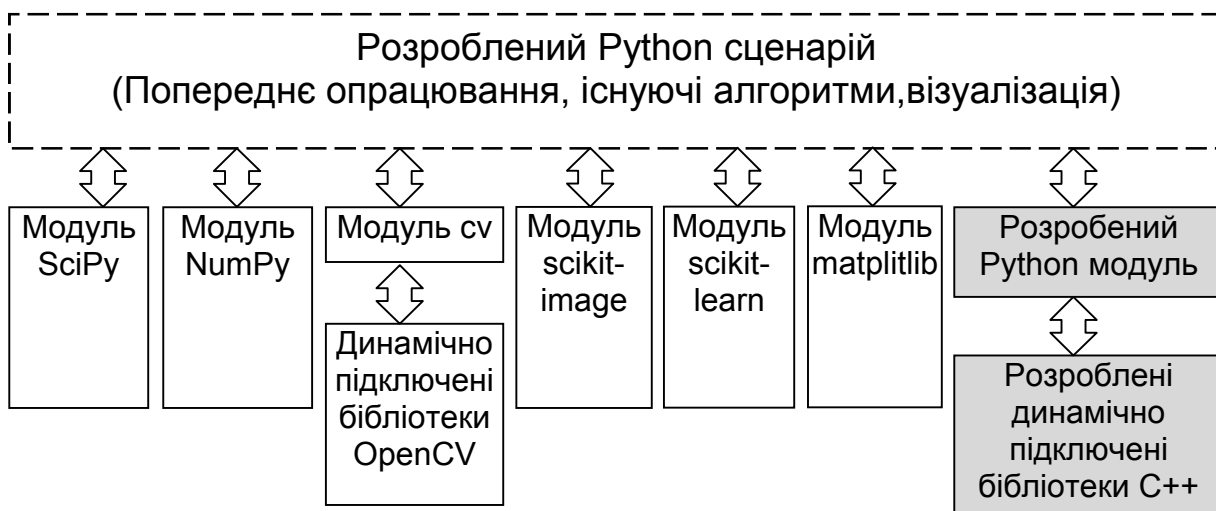 Розроблений Python сценарій
(Попереднє опрацювання, існуючі алгоритми,візуалізація)
Модуль
SciPy
Модуль
NumPy
Модуль cv
Динамічно
підключені
бібліотеки
OpenCV
Модуль
scikit-
image
Модуль
scikit-
learn
Модуль
matplitlib
Розробений
Python модуль
Розроблені
динамічно
підключені
бібліотеки C++